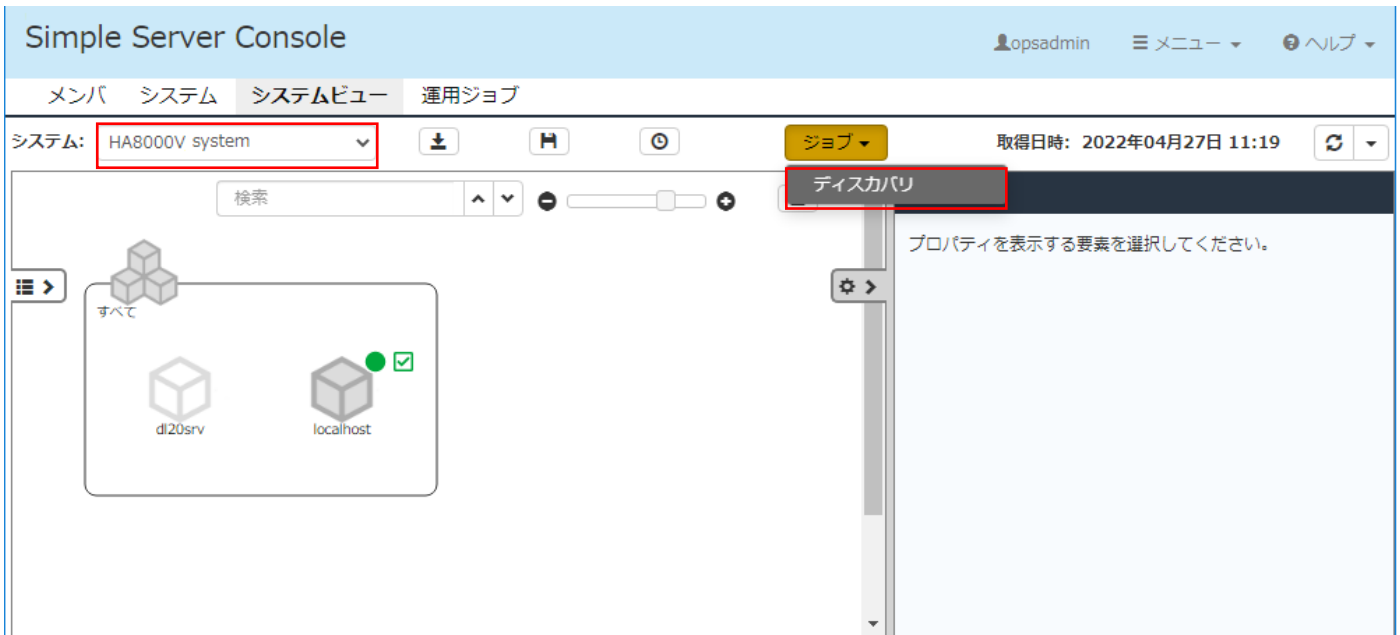 Simple Server Console
opsadmin メニュー ヘルプ
メンバ システム システムビュー 運用ジョブ
システム: HA8000V system ジョブ 取得日時: 2022年04月27日 11:19
ディスカバリ
検索
プロパティを表示する要素を選択してください。
すべて
dl20srv localhost